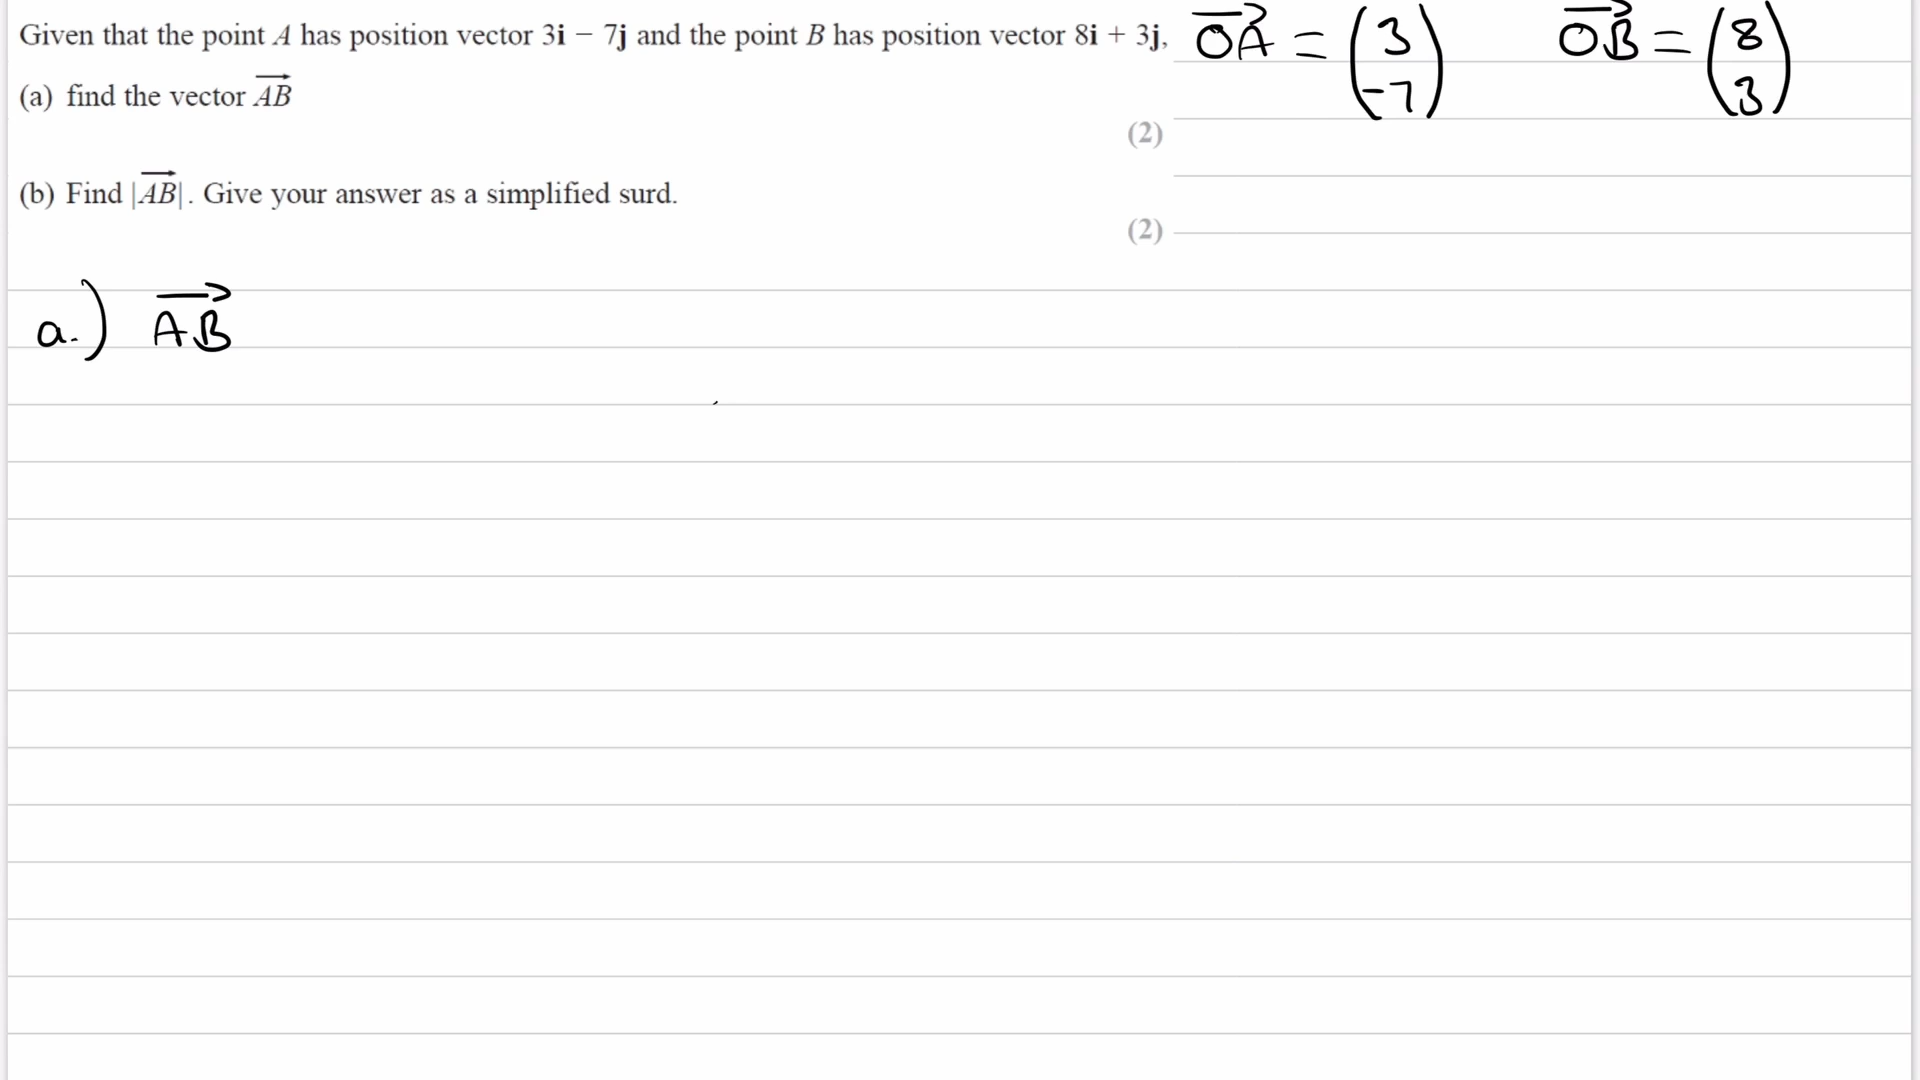 Given that the point A has position vector 3i − 7j and the point B has position vector 8i + 3j,
(a) find the vector AB⃗
(2)
(b) Find |AB⃗|. Give your answer as a simplified surd.
(2)
OA⃗ = (3 -7)
OB⃗ = (8 3)
a.) AB⃗